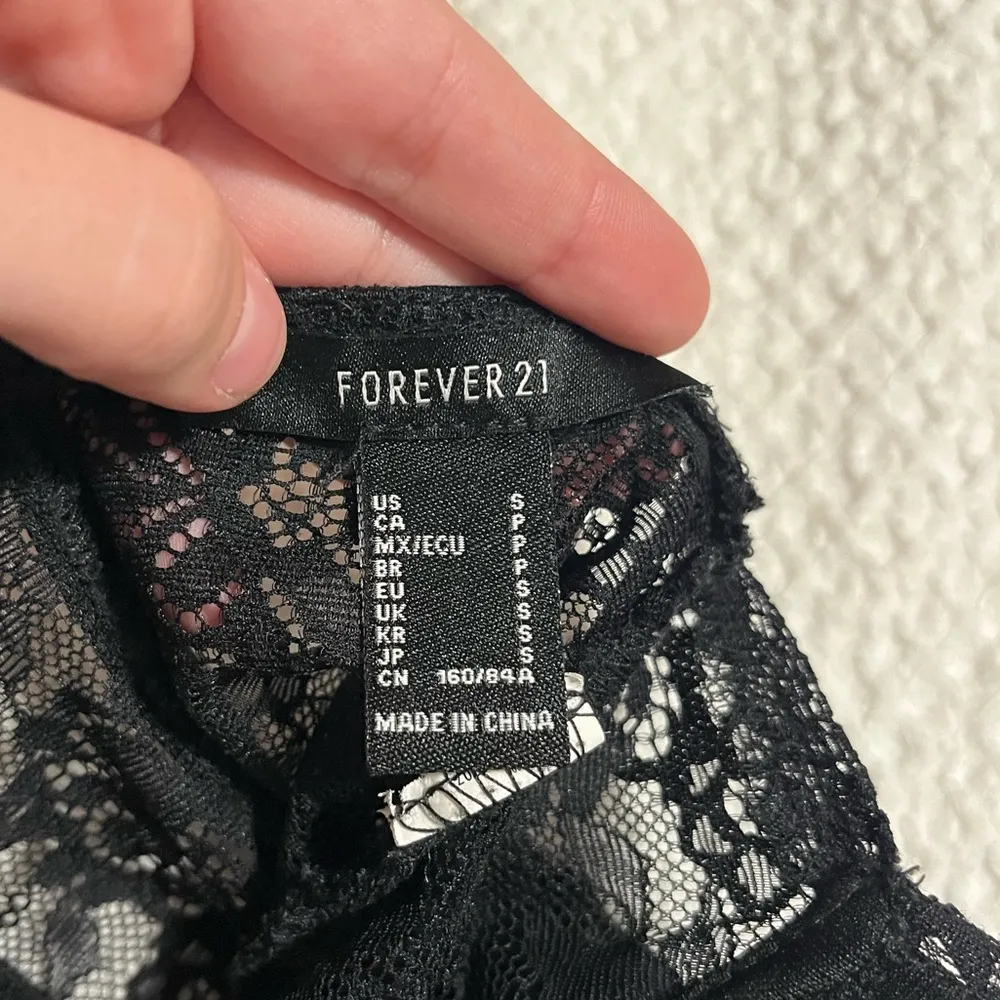 FOREVER 21
US S
CA P
MX/ECU P
BR P
EU S
UK S
KR S
JP S
CN 160/84A
MADE IN CHINA